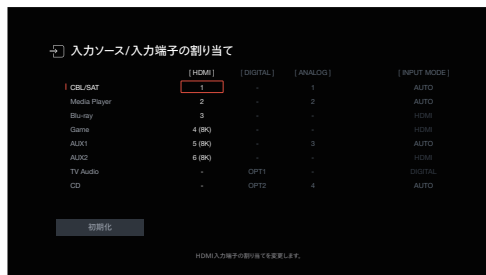 入力ソース/入力端子の割り当て
[ HDMI ] [ DIGITAL ] [ ANALOG ] [ INPUT MODE ]
CBL/SAT 1 - 1 AUTO
Media Player 2 - 2 AUTO
Blu-ray 3 - - HDMI
Game 4 (8K) - - HDMI
AUX1 5 (8K) - 3 AUTO
AUX2 6 (8K) - - HDMI
TV Audio - OPT1 - DIGITAL
CD - OPT2 4 AUTO
初期化
HDMI入力端子の割り当てを変更します。